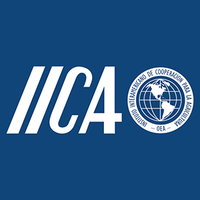 IICA
INSTITUTO INTERAMERICANO DE COOPERACION PARA LA AGRICULTURA
- OEA -